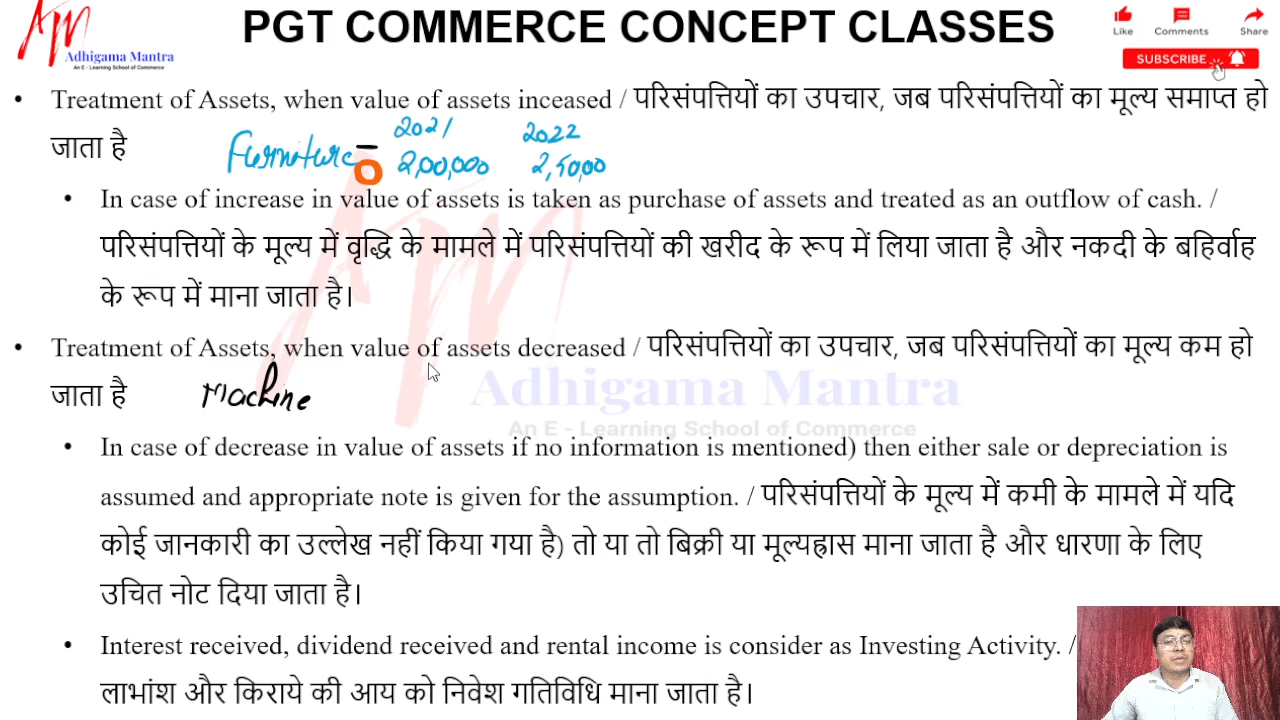 PGT COMMERCE CONCEPT CLASSES
Adhigama Mantra
An E - Learning School of Commerce
Like Comments Share
SUBSCRIBE
• Treatment of Assets, when value of assets inceased / परिसंपत्तियों का उपचार, जब परिसंपत्तियों का मूल्य समाप्त हो
जाता है
2021 2022
Furniture - 2,00,000 2,50,00
• In case of increase in value of assets is taken as purchase of assets and treated as an outflow of cash. /
परिसंपत्तियों के मूल्य में वृद्धि के मामले में परिसंपत्तियों की खरीद के रूप में लिया जाता है और नकदी के बहिर्वाह
के रूप में माना जाता है।
• Treatment of Assets, when value of assets decreased / परिसंपत्तियों का उपचार, जब परिसंपत्तियों का मूल्य कम हो
जाता है Machine
Adhigama Mantra
An E - Learning School of Commerce
• In case of decrease in value of assets if no information is mentioned) then either sale or depreciation is
assumed and appropriate note is given for the assumption. / परिसंपत्तियों के मूल्य में कमी के मामले में यदि
कोई जानकारी का उल्लेख नहीं किया गया है) तो या तो बिक्री या मूल्यह्रास माना जाता है और धारणा के लिए
उचित नोट दिया जाता है।
• Interest received, dividend received and rental income is consider as Investing Activity. /
लाभांश और किराये की आय को निवेश गतिविधि माना जाता है।